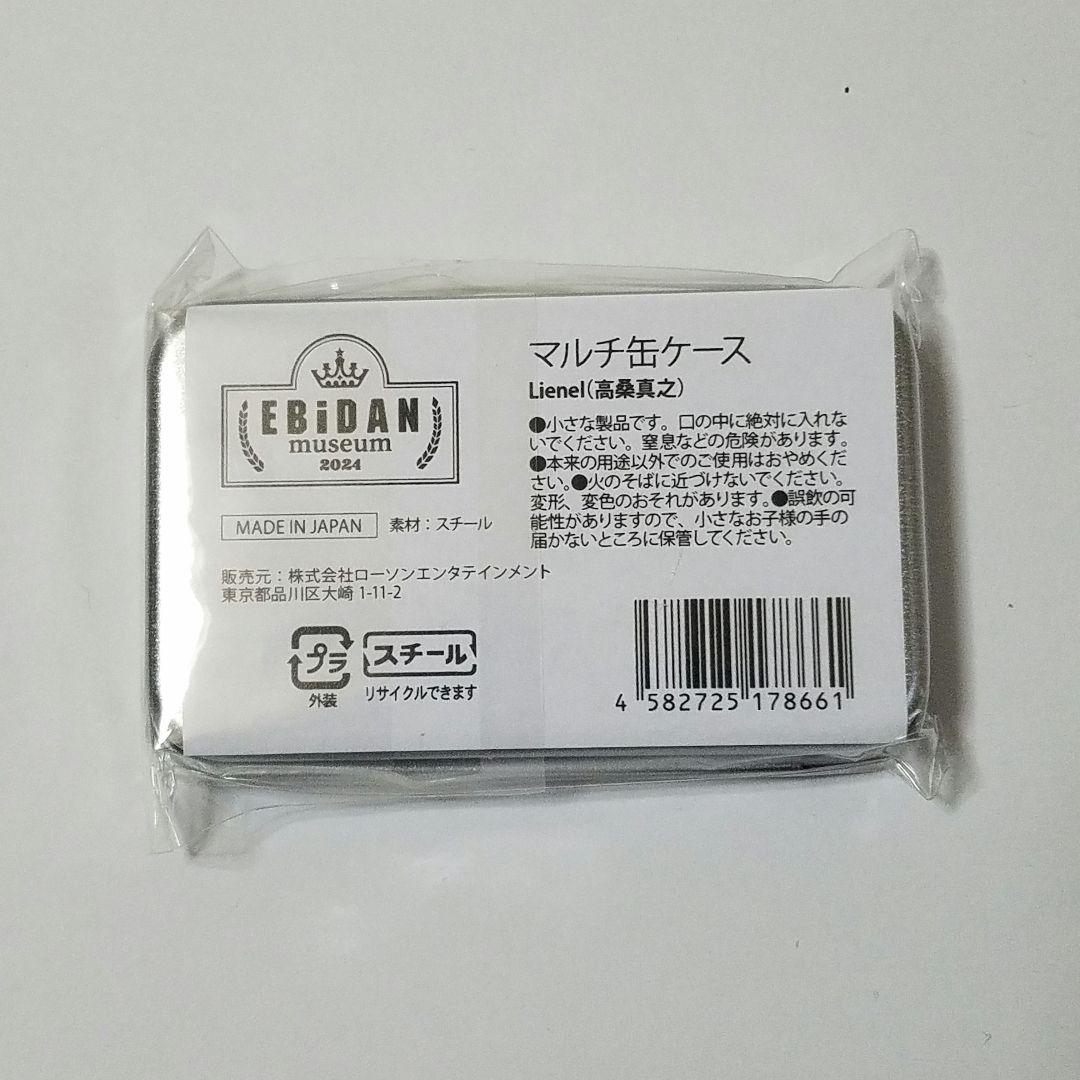 EBiDAN
museum
2024
MADE IN JAPAN
素材：スチール
販売元：株式会社ローソンエンタテインメント
東京都品川区大崎 1-11-2
プラ
外装
スチール
リサイクルできます
マルチ缶ケース
Lienel(高桑真之)
●小さな製品です。口の中に絶対に入れな
いでください。窒息などの危険があります。
●本来の用途以外でのご使用はおやめくだ
さい。●火のそばに近づけないでください。
変形、変色のおそれがあります。●誤飲の可
能性がありますので、小さなお子様の手の
届かないところに保管してください。
4 582725 178661